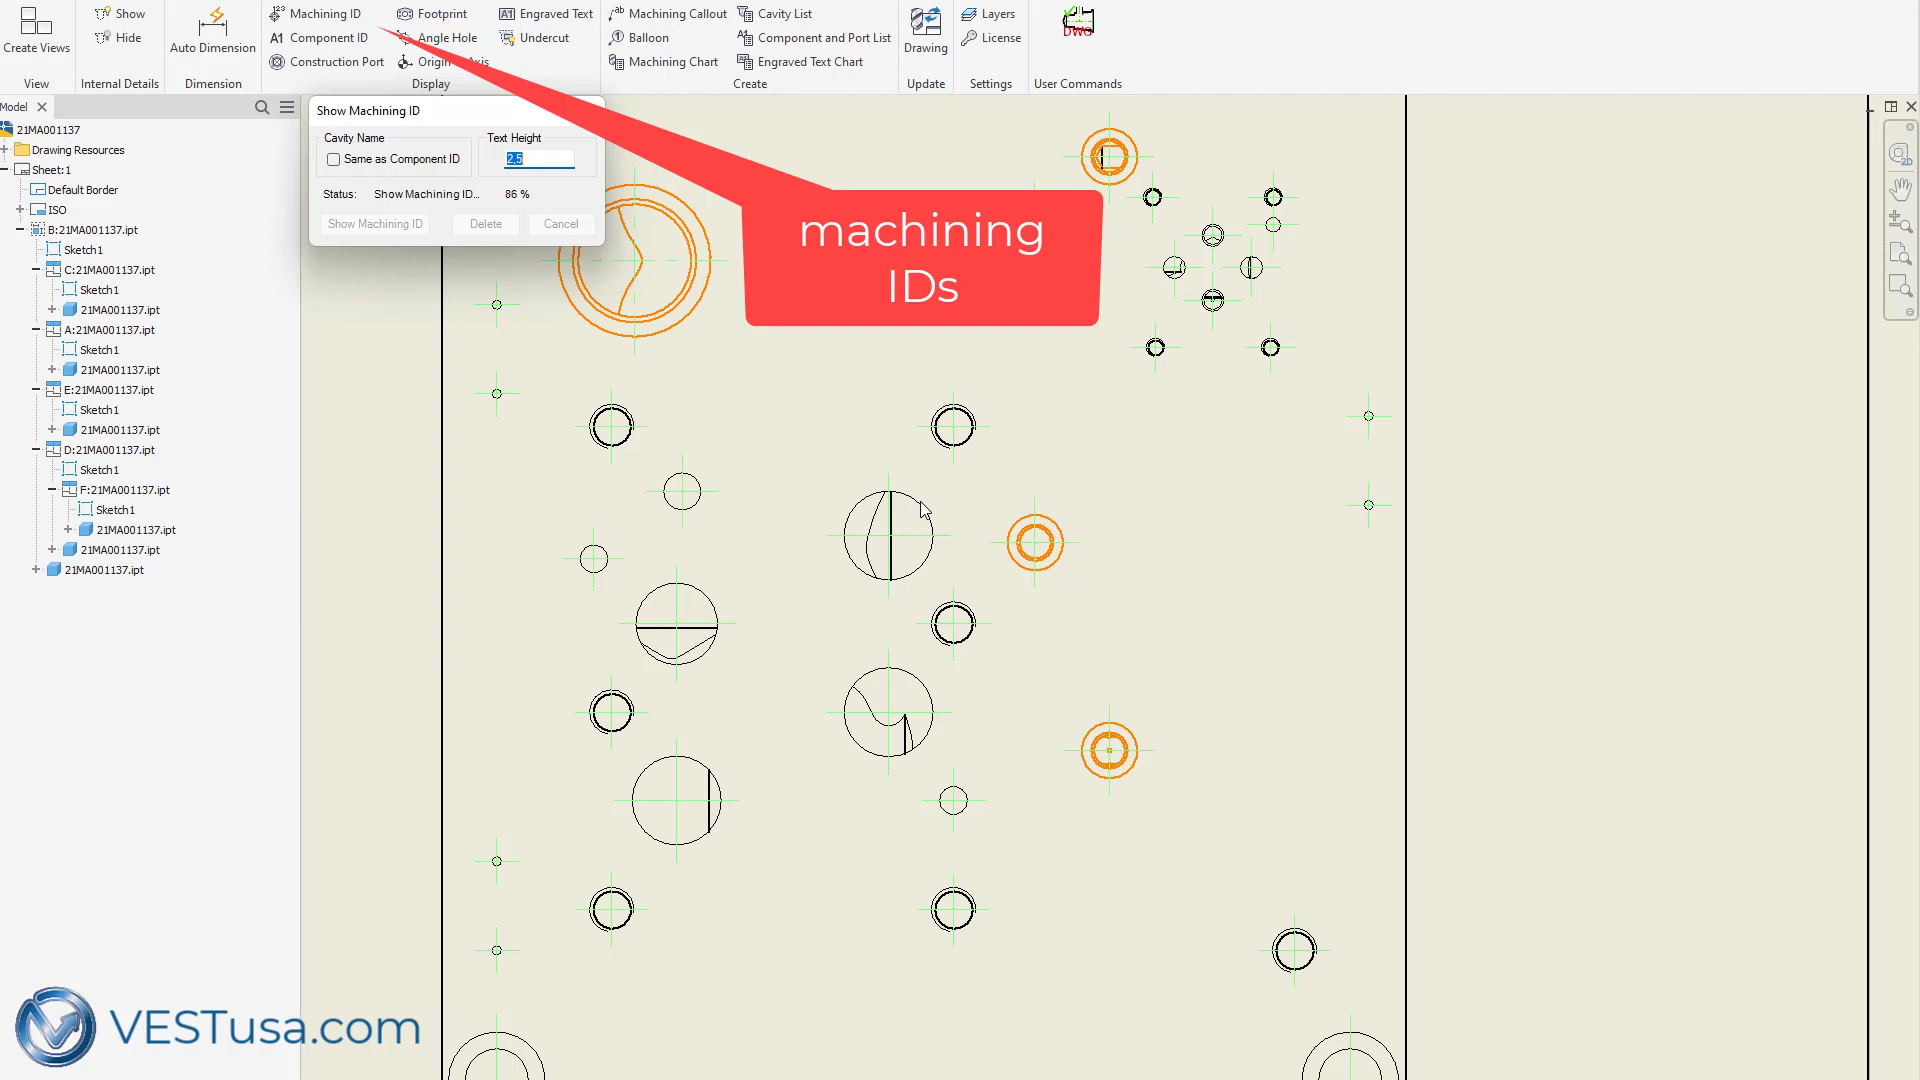 Create Views
View
Show
Hide
Internal Details
Auto Dimension
Dimension
Machining ID
Component ID
Construction Port
Footprint
Angle Hole
Origin Axis
Engraved Text
Undercut
Display
Machining Callout
Balloon
Machining Chart
Cavity List
Component and Port List
Engraved Text Chart
Create
Drawing
Update
Layers
License
Settings
DWG
User Commands
Model
Show Machining ID
Cavity Name
Same as Component ID
Text Height
2,5
Status: Show Machining ID... 86 %
Show Machining ID Delete Cancel
machining
IDs
21MA001137
Drawing Resources
Sheet:1
Default Border
ISO
B:21MA001137.ipt
Sketch1
C:21MA001137.ipt
Sketch1
21MA001137.ipt
A:21MA001137.ipt
Sketch1
21MA001137.ipt
E:21MA001137.ipt
Sketch1
21MA001137.ipt
D:21MA001137.ipt
Sketch1
F:21MA001137.ipt
Sketch1
21MA001137.ipt
21MA001137.ipt
21MA001137.ipt
VESTusa.com